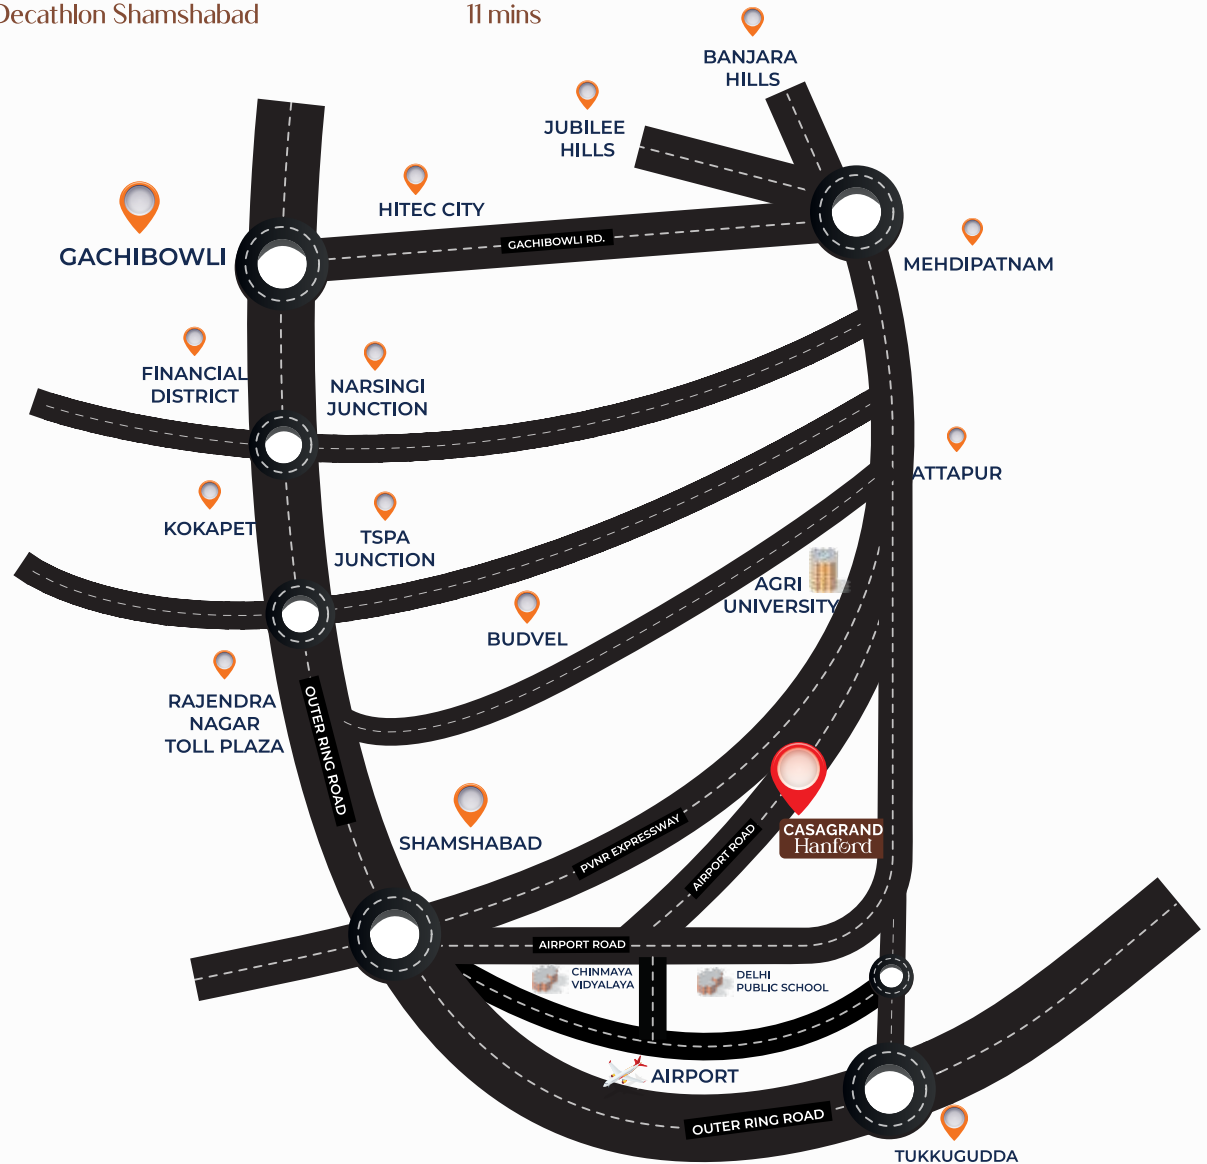 Decathlon Shamshabad 11 mins
BANJARA
HILLS
JUBILEE
HILLS
HITEC CITY
GACHIBOWLI
GACHIBOWLI RD.
MEHDIPATNAM
FINANCIAL
DISTRICT
NARSINGI
JUNCTION
ATTAPUR
KOKAPET
TSPA
JUNCTION
AGRI
UNIVERSITY
BUDVEL
RAJENDRA
NAGAR
TOLL PLAZA
OUTER RING ROAD
SHAMSHABAD
PVNR EXPRESSWAY
AIRPORT ROAD
CASAGRAND
Hanford
AIRPORT ROAD
CHINMAYA
VIDYALAYA
DELHI
PUBLIC SCHOOL
AIRPORT
OUTER RING ROAD
TUKKUGUDDA